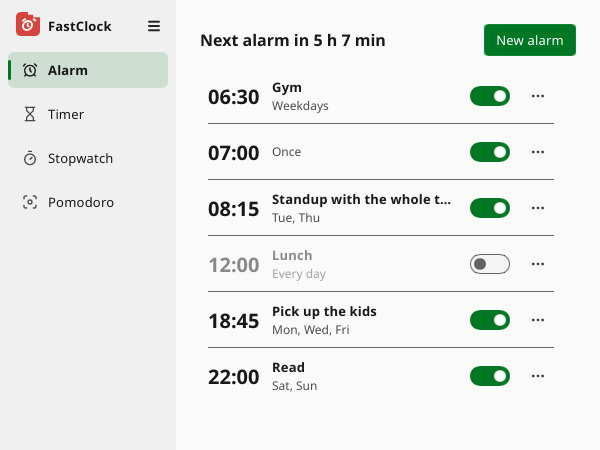 FastClock
Alarm
Timer
Stopwatch
Pomodoro
Next alarm in 5 h 7 min
New alarm
06:30
Gym
Weekdays
07:00
Once
08:15
Standup with the whole t...
Tue, Thu
12:00
Lunch
Every day
18:45
Pick up the kids
Mon, Wed, Fri
22:00
Read
Sat, Sun